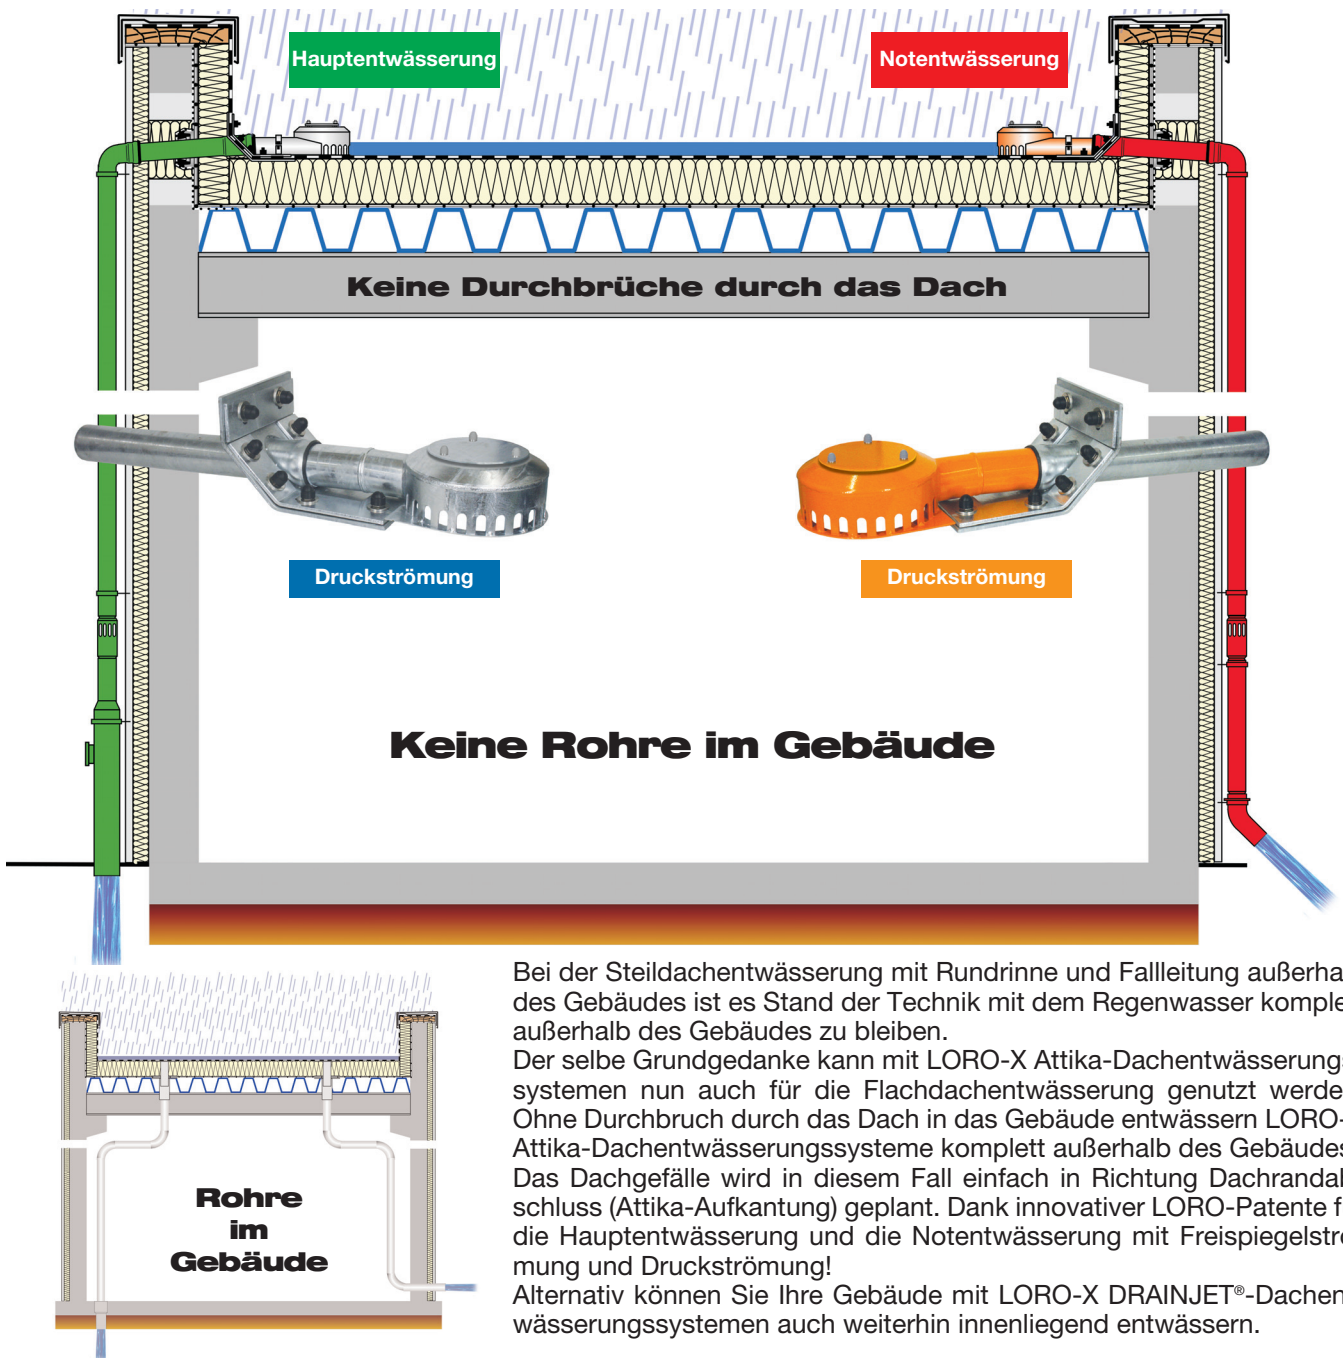 Hauptentwässerung
Notentwässerung
Keine Durchbrüche durch das Dach
Druckströmung
Druckströmung
Keine Rohre im Gebäude
Rohre
im
Gebäude
Bei der Steildachentwässerung mit Rundrinne und Fallleitung außerha
des Gebäudes ist es Stand der Technik mit dem Regenwasser komple
außerhalb des Gebäudes zu bleiben.
Der selbe Grundgedanke kann mit LORO-X Attika-Dachentwässerungs
systemen nun auch für die Flachdachentwässerung genutzt werde
Ohne Durchbruch durch das Dach in das Gebäude entwässern LORO-
Attika-Dachentwässerungssysteme komplett außerhalb des Gebäudes
Das Dachgefälle wird in diesem Fall einfach in Richtung Dachranda
schluss (Attika-Aufkantung) geplant. Dank innovativer LORO-Patente f
die Hauptentwässerung und die Notentwässerung mit Freispiegelströ
mung und Druckströmung!
Alternativ können Sie Ihre Gebäude mit LORO-X DRAINJET®-Dachen
wässerungssystemen auch weiterhin innenliegend entwässern.